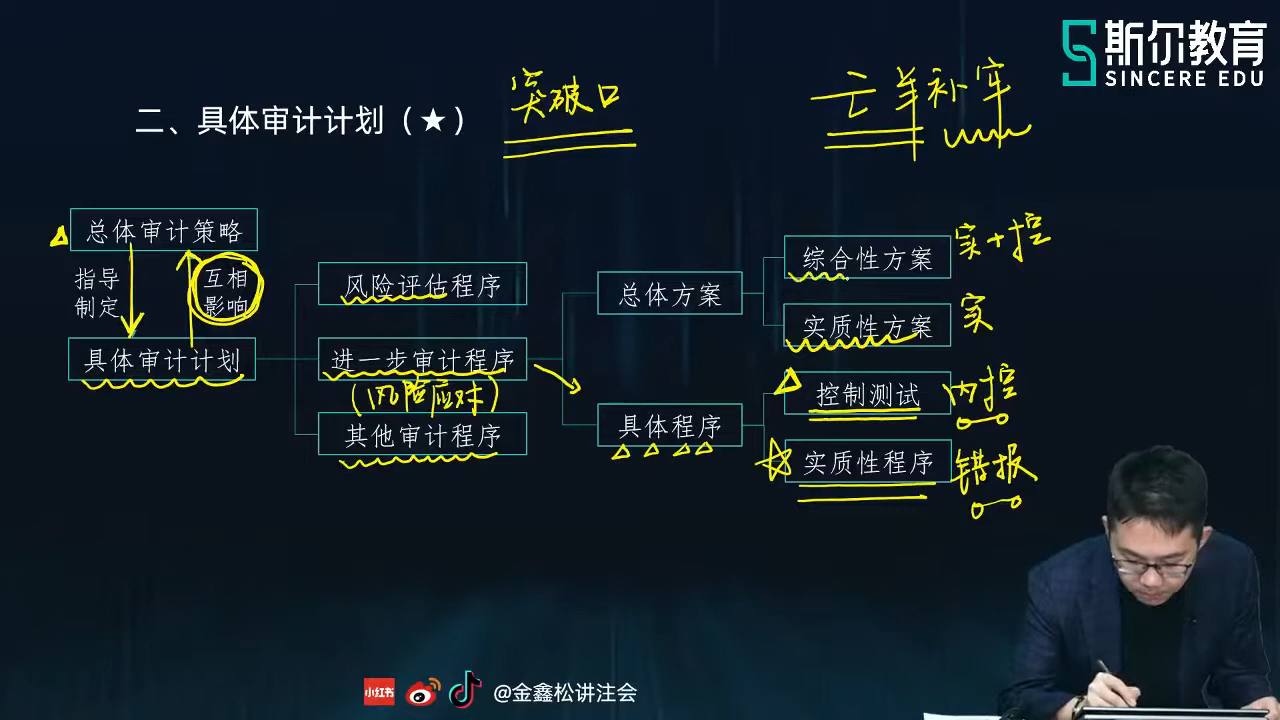 斯尔教育
SINCERE EDU
突破口
亡羊补牢
二、具体审计计划（★）
总体审计策略
指导
制定
互相
影响
具体审计计划
风险评估程序
进一步审计程序
（风险应对）
其他审计程序
总体方案
具体程序
综合性方案
实+控
实质性方案
实
控制测试
内控
实质性程序
错报
小红书
@金鑫松讲注会